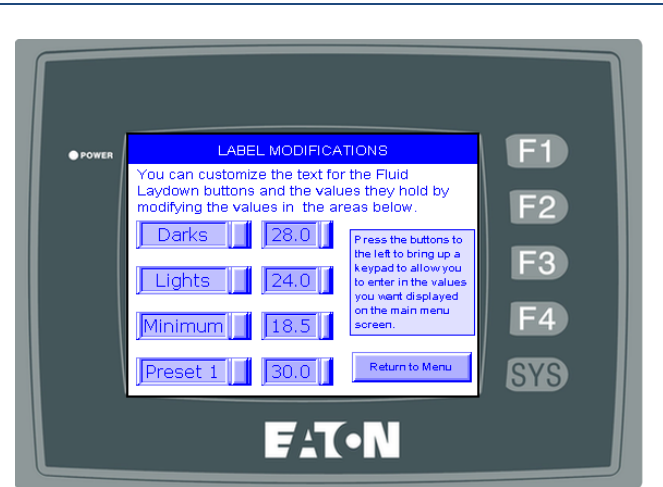 LABEL MODIFICATIONS
You can customize the text for the Fluid
Laydown buttons and the values they hold by
modifying the values in the areas below.
Darks 28.0
Lights 24.0
Minimum 18.5
Preset 1 30.0
Press the buttons to
the left to bring up a
keypad to allow you
to enter in the values
you want displayed
on the main menu
screen.
Return to Menu
POWER
F1
F2
F3
F4
SYS
EATON